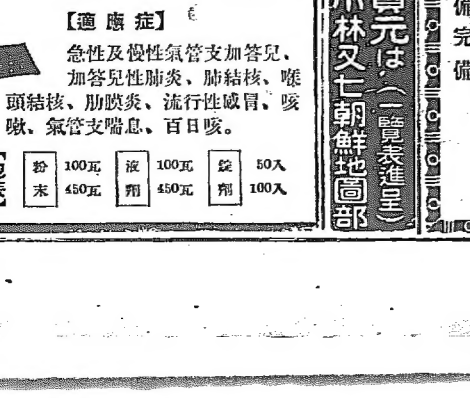 【適應症】
急性及慢性氣管支加答兒、
加答兒性肺炎、肺結核、喉
頭結核、肋膜炎、流行性感冒、咳
嗽、氣管支喘息、百日咳。
粉末 100瓦 450瓦
液劑 100瓦 450瓦
錠劑 50入 100入
元は(一覽表進呈)
小林又七朝鮮地圖部
備完備